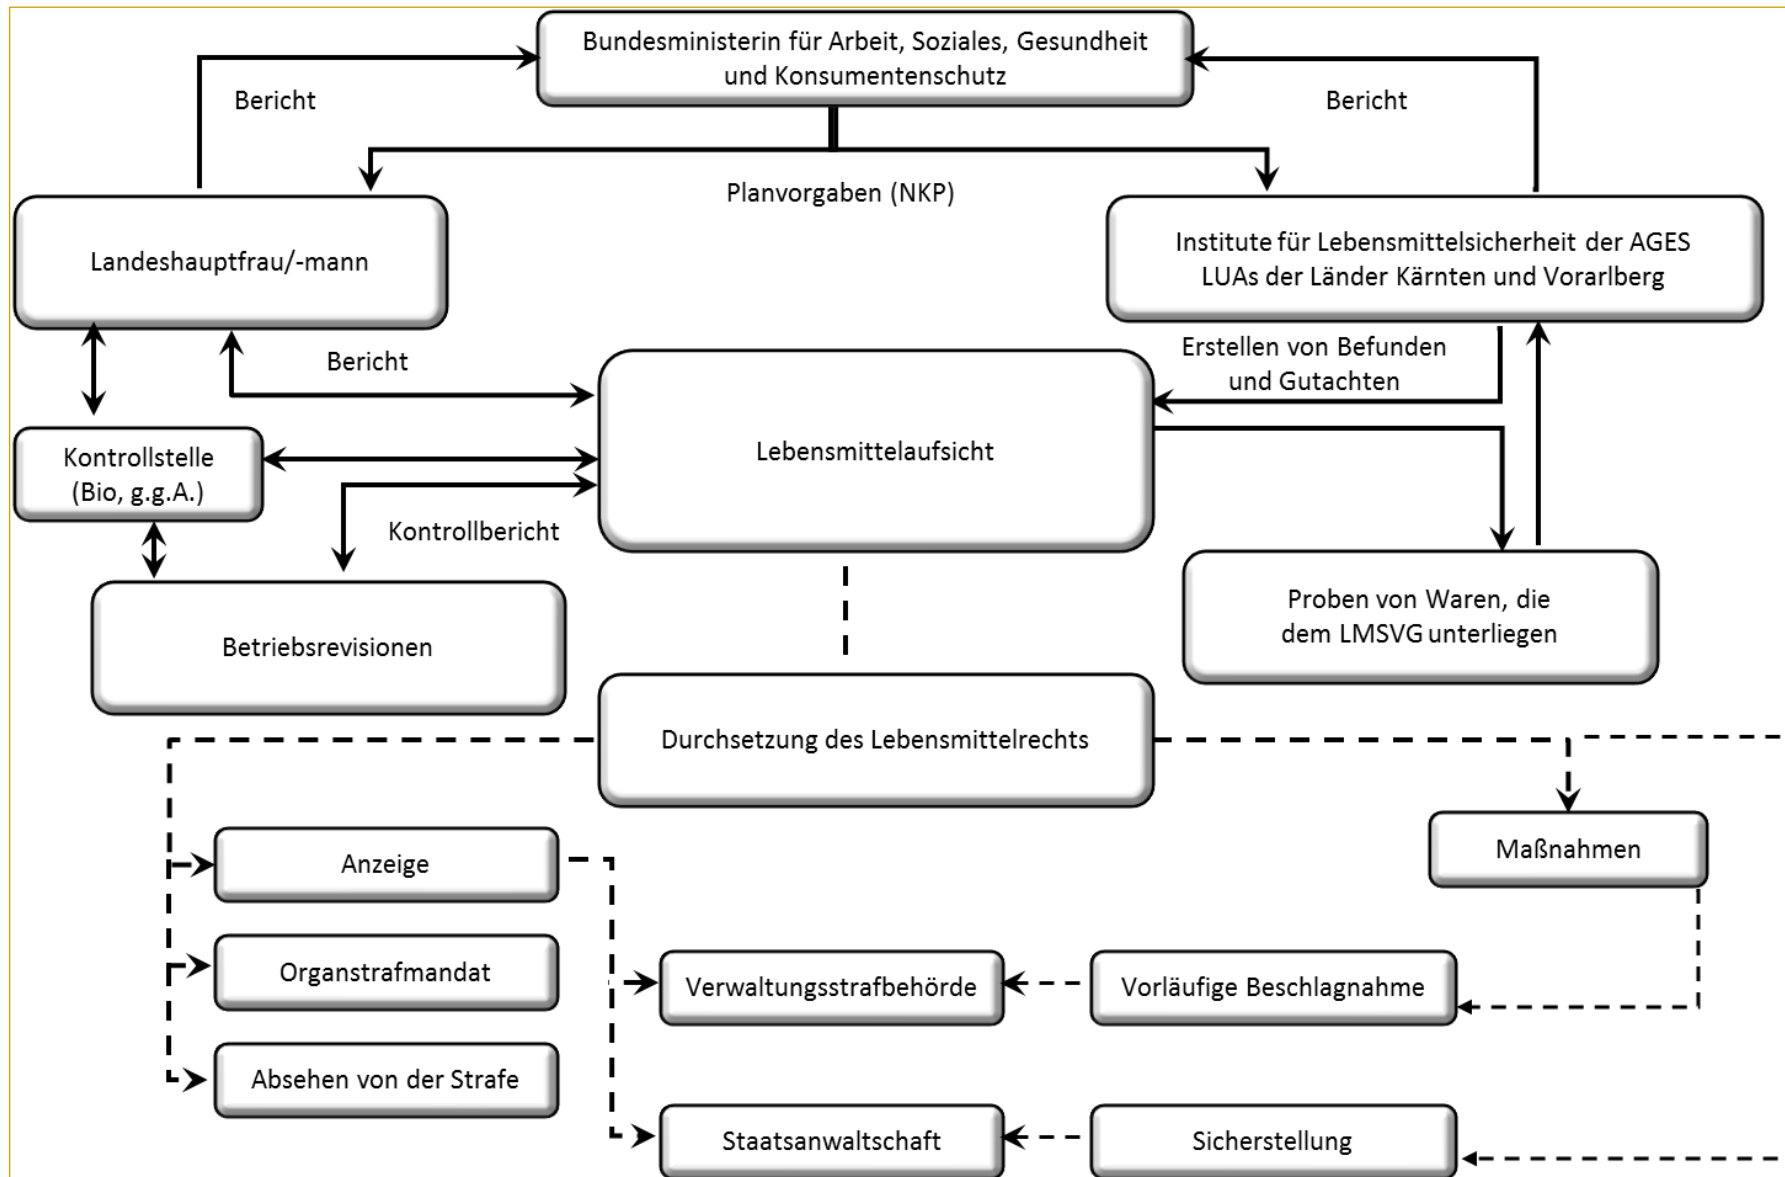 Bundesministerin für Arbeit, Soziales, Gesundheit
und Konsumentenschutz
Bericht
Bericht
Planvorgaben (NKP)
Landeshauptfrau/-mann
Institute für Lebensmittelsicherheit der AGES
LUAs der Länder Kärnten und Vorarlberg
Bericht
Erstellen von Befunden
und Gutachten
Lebensmittelaufsicht
Kontrollstelle
(Bio, g.g.A.)
Kontrollbericht
Betriebsrevisionen
Proben von Waren, die
dem LMSVG unterliegen
Durchsetzung des Lebensmittelrechts
Anzeige
Maßnahmen
Organstrafmandat
Verwaltungsstrafbehörde
Vorläufige Beschlagnahme
Absehen von der Strafe
Staatsanwaltschaft
Sicherstellung